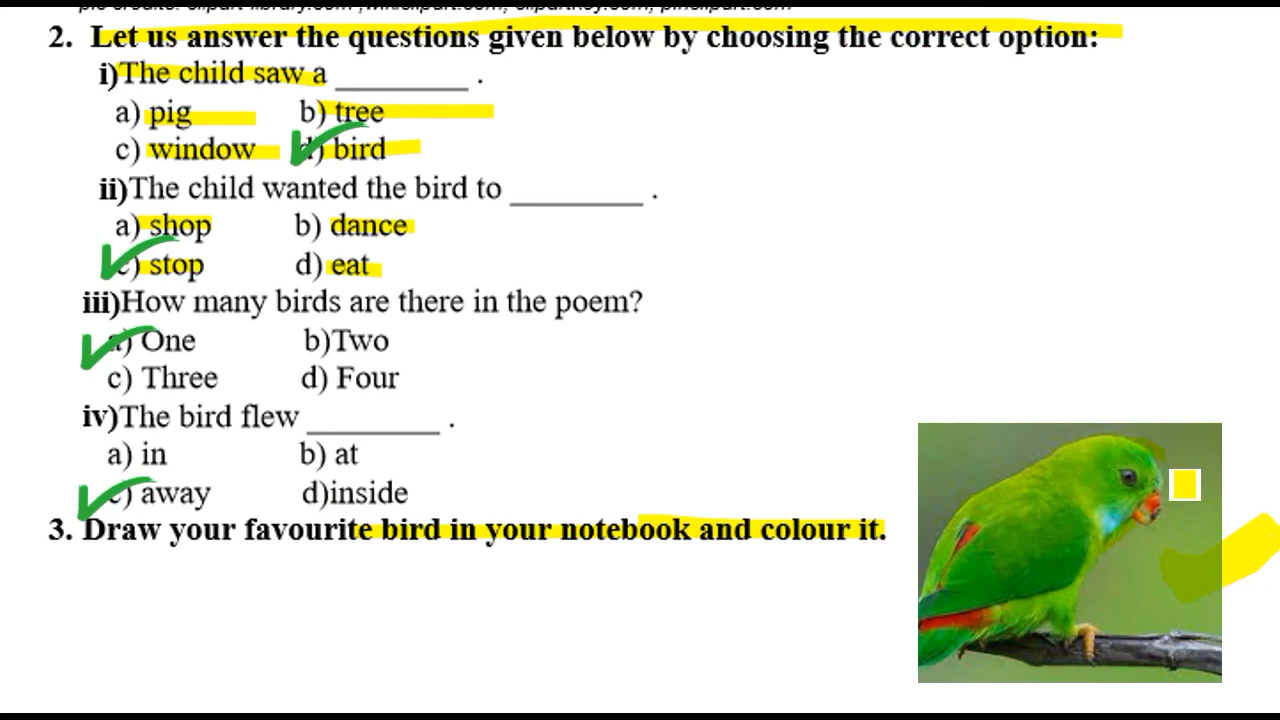 2. Let us answer the questions given below by choosing the correct option:
i)The child saw a _________ .
a) pig b) tree
c) window d) bird
ii)The child wanted the bird to _________ .
a) shop b) dance
c) stop d) eat
iii)How many birds are there in the poem?
a) One b)Two
c) Three d) Four
iv)The bird flew _________ .
a) in b) at
c) away d)inside
3. Draw your favourite bird in your notebook and colour it.